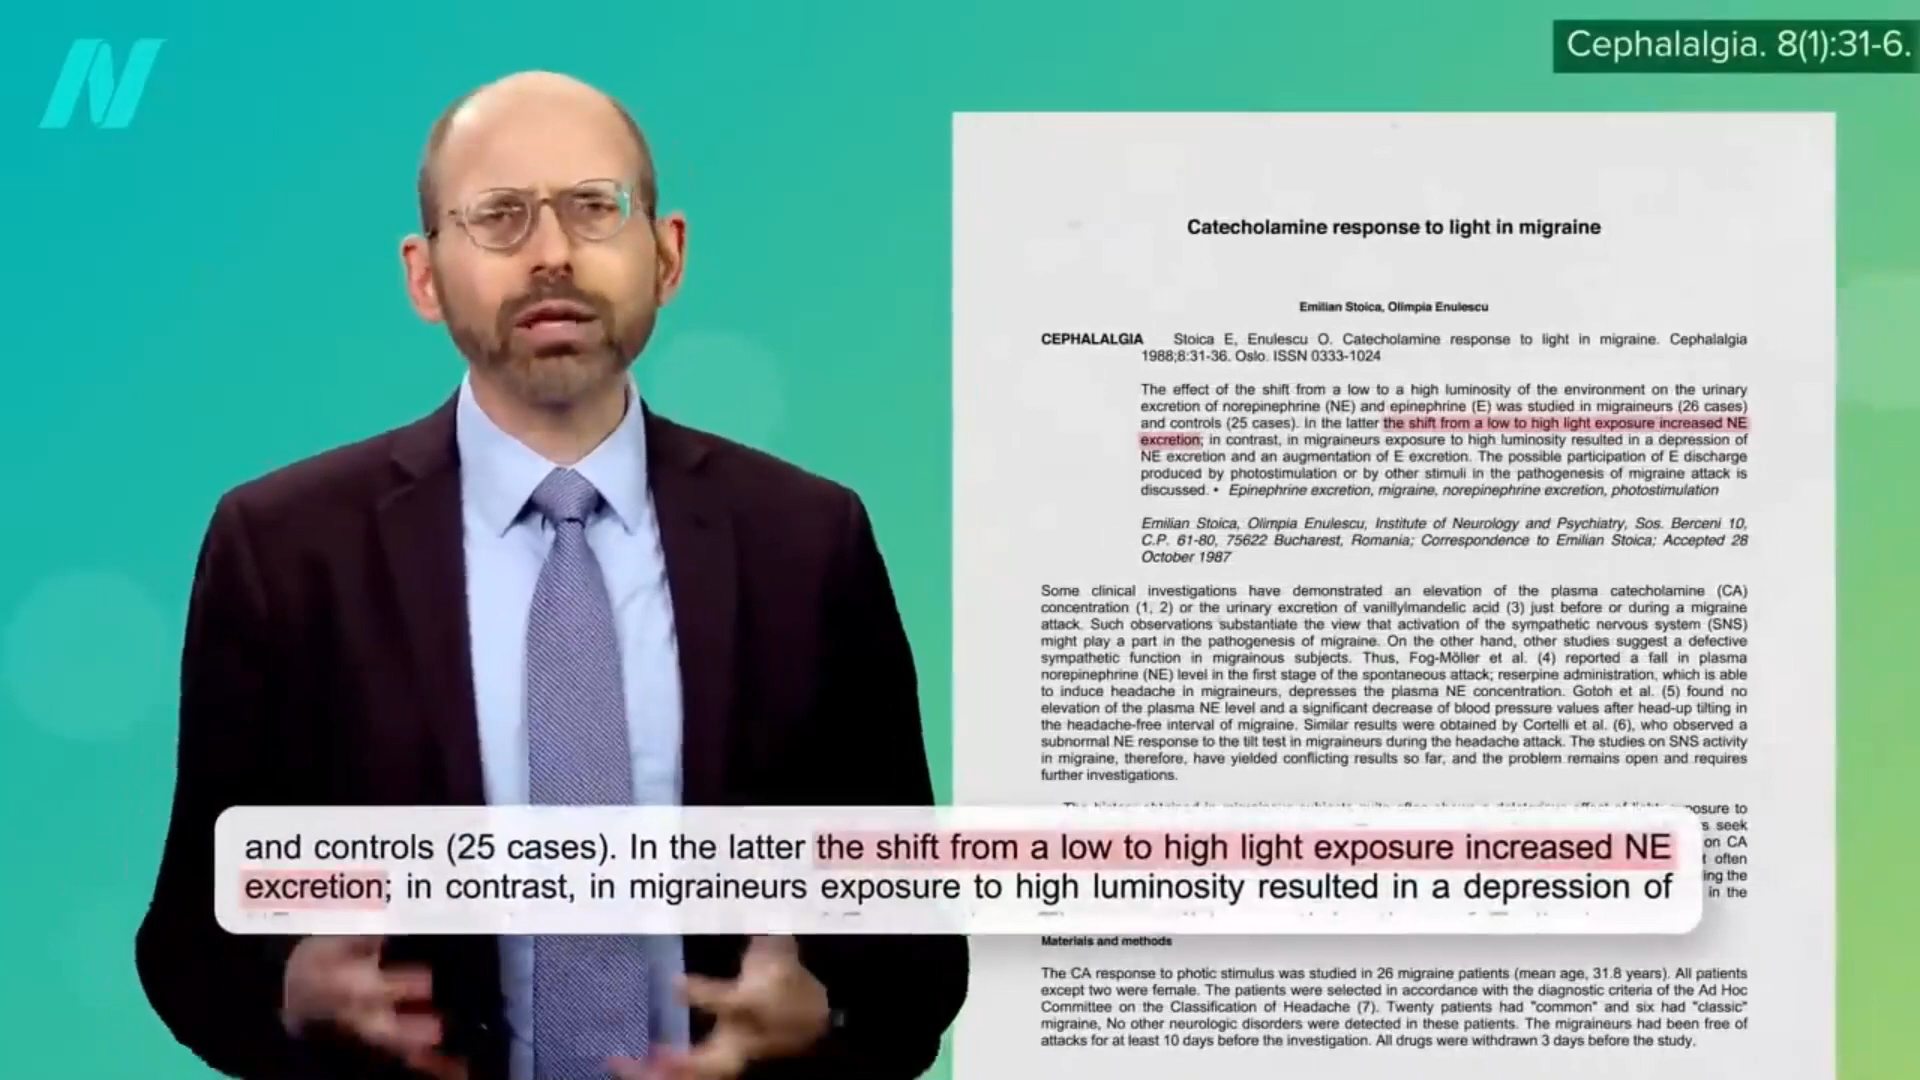 Cephalalgia. 8(1):31-6.
Catecholamine response to light in migraine
Emilian Stoica, Olimpia Enulescu
CEPHALALGIA Stoica E, Enulescu O. Catecholamine response to light in migraine. Cephalalgia
1988;8:31-36. Oslo. ISSN 0333-1024
The effect of the shift from a low to a high luminosity of the environment on the urinary
excretion of norepinephrine (NE) and epinephrine (E) was studied in migraineurs (26 cases)
and controls (25 cases). In the latter the shift from a low to high light exposure increased NE
excretion; in contrast, in migraineurs exposure to high luminosity resulted in a depression of
NE excretion and an augmentation of E excretion. The possible participation of E discharge
produced by photostimulation or by other stimuli in the pathogenesis of migraine attack is
discussed. • Epinephrine excretion, migraine, norepinephrine excretion, photostimulation
Emilian Stoica, Olimpia Enulescu, Institute of Neurology and Psychiatry, Sos. Berceni 10,
C.P. 61-80, 75622 Bucharest, Romania; Correspondence to Emilian Stoica; Accepted 28
October 1987
Some clinical investigations have demonstrated an elevation of the plasma catecholamine (CA)
concentration (1, 2) or the urinary excretion of vanillylmandelic acid (3) just before or during a migraine
attack. Such observations substantiate the view that activation of the sympathetic nervous system (SNS)
might play a part in the pathogenesis of migraine. On the other hand, other studies suggest a defective
sympathetic function in migrainous subjects. Thus, Fog-Möller et al. (4) reported a fall in plasma
norepinephrine (NE) level in the first stage of the spontaneous attack; reserpine administration, which is able
to induce headache in migraineurs, depresses the plasma NE concentration. Gotoh et al. (5) found no
elevation of the plasma NE level and a significant decrease of blood pressure values after head-up tilting in
the headache-free interval of migraine. Similar results were obtained by Cortelli et al. (6), who observed a
subnormal NE response to the tilt test in migraineurs during the headache attack. The studies on SNS activity
in migraine, therefore, have yielded conflicting results so far, and the problem remains open and requires
further investigations.
posure to
s seek
on CA
often
ing the
in the
and controls (25 cases). In the latter the shift from a low to high light exposure increased NE
excretion; in contrast, in migraineurs exposure to high luminosity resulted in a depression of
Materials and methods
The CA response to photic stimulus was studied in 26 migraine patients (mean age, 31.8 years). All patients
except two were female. The patients were selected in accordance with the diagnostic criteria of the Ad Hoc
Committee on the Classification of Headache (7). Twenty patients had "common" and six had "classic"
migraine, No other neurologic disorders were detected in these patients. The migraineurs had been free of
attacks for at least 10 days before the investigation. All drugs were withdrawn 3 days before the study.